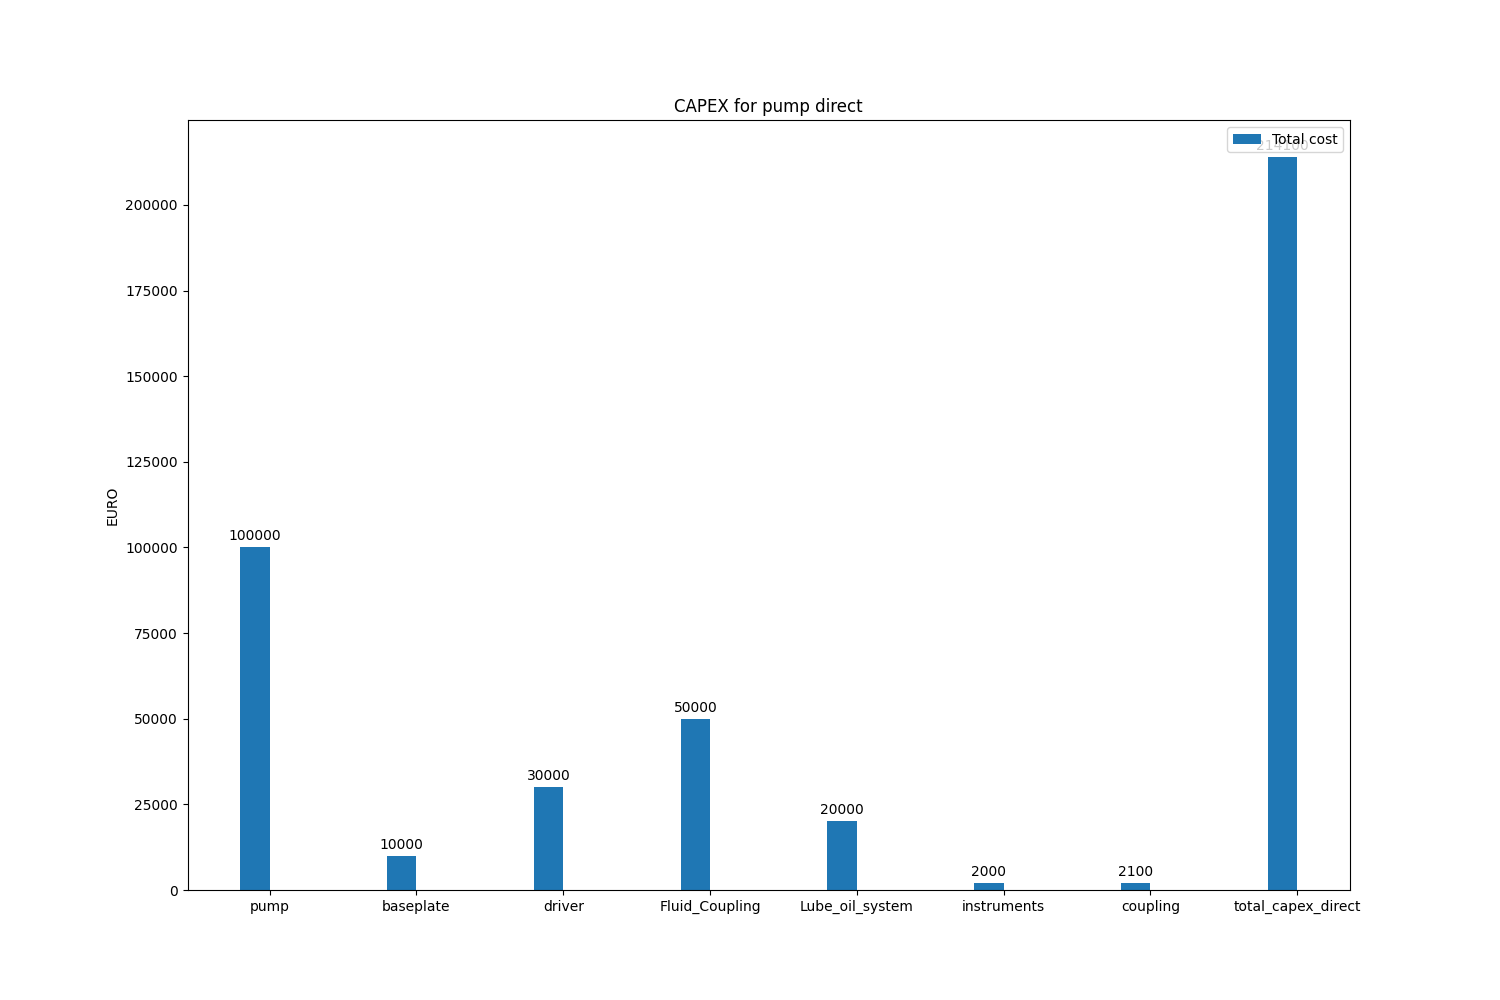 CAPEX for pump direct
Total cost
214100
200000
175000
150000
125000
100000
75000
50000
25000
0
EURO
100000
10000
30000
50000
20000
2000
2100
pump
baseplate
driver
Fluid_Coupling
Lube_oil_system
instruments
coupling
total_capex_direct